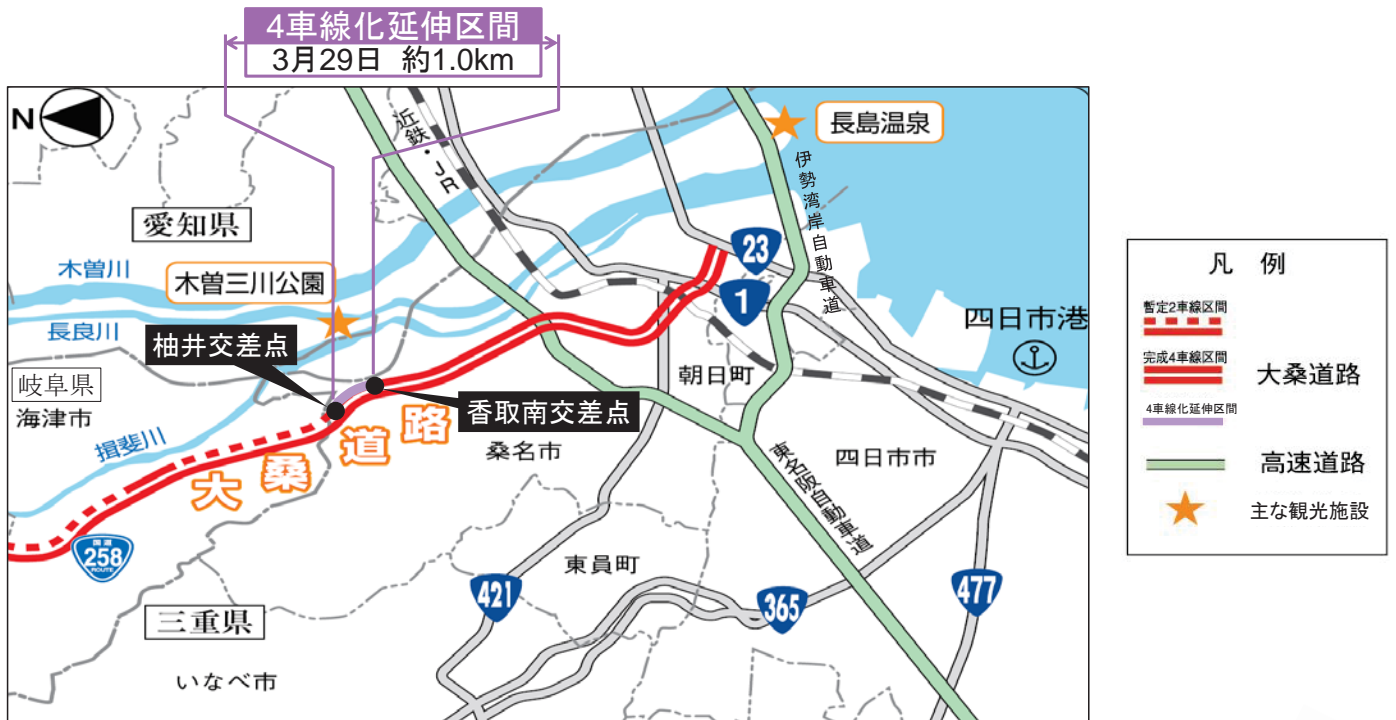 4車線化延伸区間
3月29日 約1.0km
N
近鉄・JR
長島温泉
伊勢湾岸自動車道
愛知県
木曽川
木曽三川公園
長良川
23
1
四日市港
柚井交差点
岐阜県
海津市
朝日町
香取南交差点
揖斐川
大桑道路
桑名市
四日市市
東名阪自動車道
国道
258
ROUTE
東員町
421
365
477
三重県
いなべ市
凡 例
暫定2車線区間
完成4車線区間
大桑道路
4車線化延伸区間
高速道路
主な観光施設